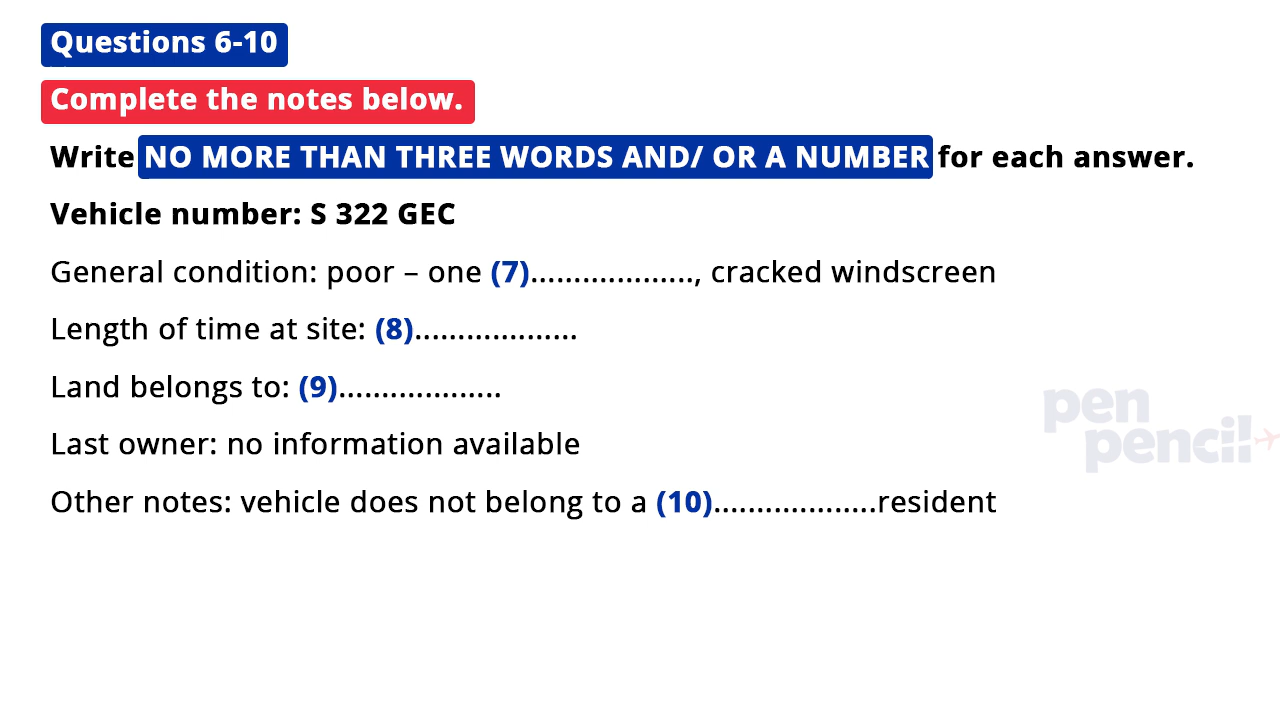 Questions 6-10
Complete the notes below.
Write NO MORE THAN THREE WORDS AND/ OR A NUMBER for each answer.
Vehicle number: S 322 GEC
General condition: poor – one (7)..................., cracked windscreen
Length of time at site: (8)...................
Land belongs to: (9)...................
Last owner: no information available
Other notes: vehicle does not belong to a (10)...................resident
pen
pencil